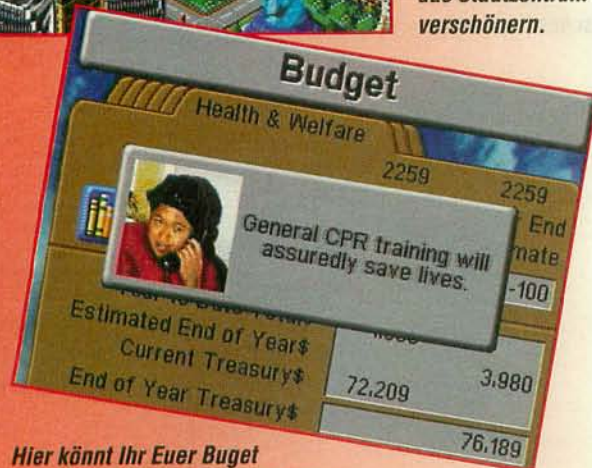 verschönern.
Budget
Health & Welfare
2259 2259
End
mate
General CPR training will
assuredly save lives.
-100
Estimated End of Year$
3,980
Current Treasury$
72,209
End of Year Treasury$
76,189
Hier könnt Ihr Euer Buget